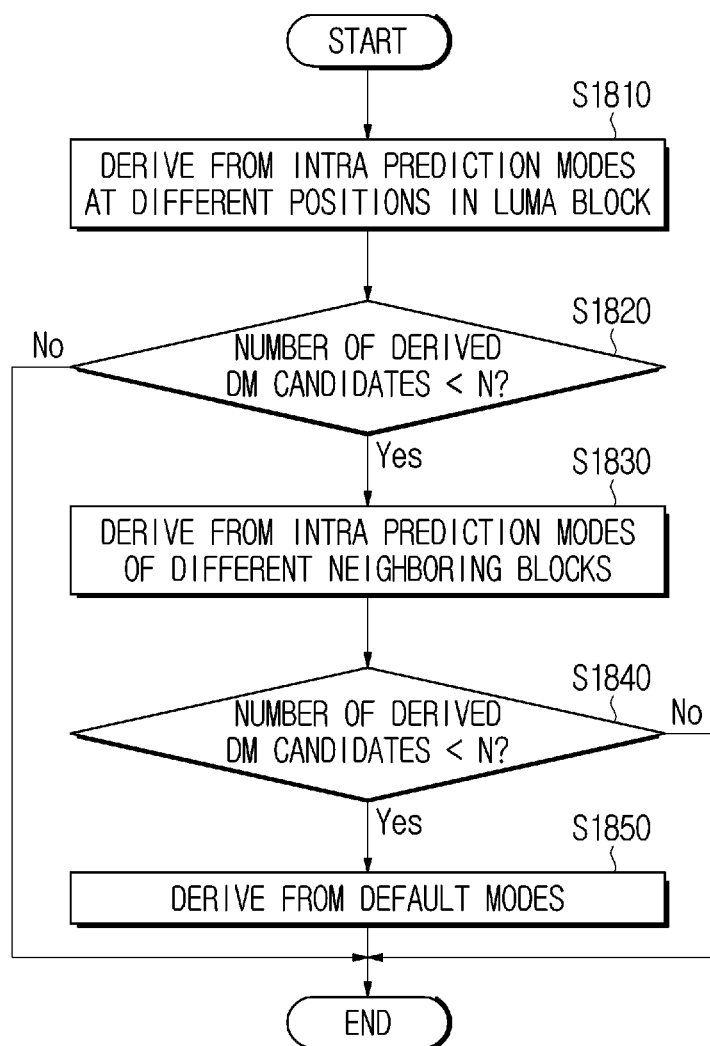 START
S1810
DERIVE FROM INTRA PREDICTION MODES
AT DIFFERENT POSITIONS IN LUMA BLOCK
S1820
No
NUMBER OF DERIVED
DM CANDIDATES < N?
Yes
S1830
DERIVE FROM INTRA PREDICTION MODES
OF DIFFERENT NEIGHBORING BLOCKS
S1840
NUMBER OF DERIVED
DM CANDIDATES < N?
No
Yes
S1850
DERIVE FROM DEFAULT MODES
END